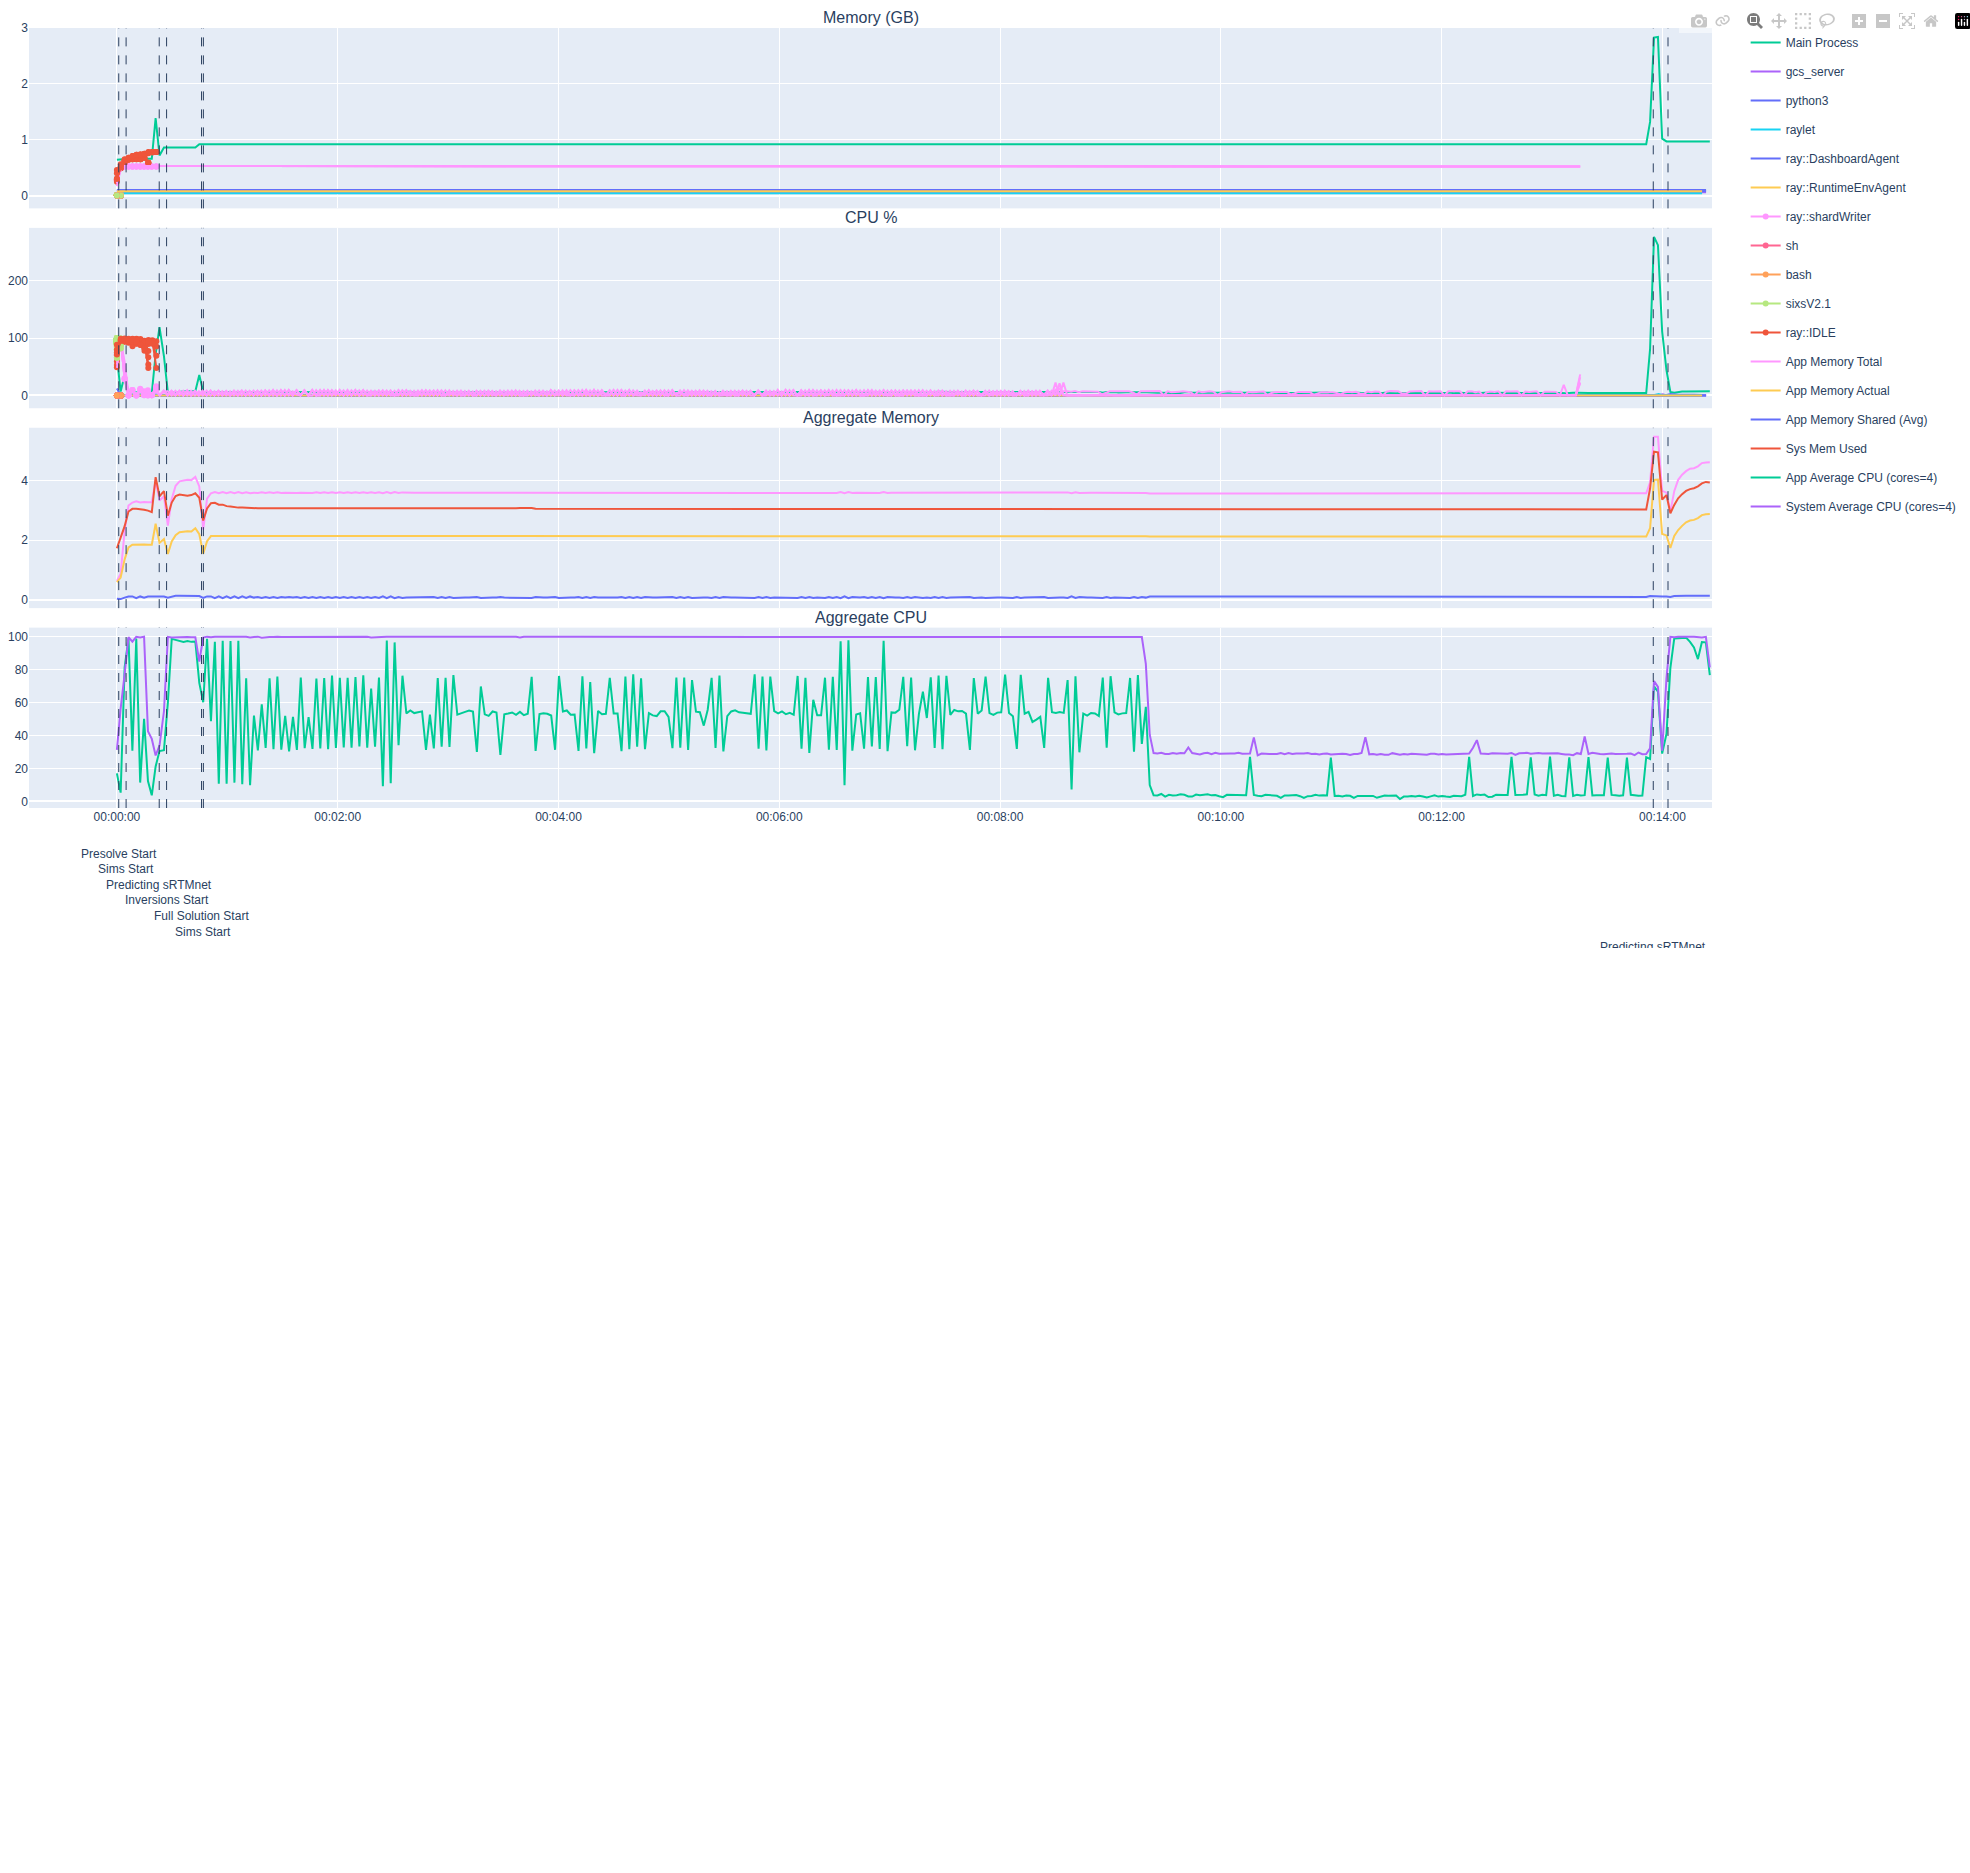 Memory (GB)
3
2
1
0
CPU %
200
100
0
Aggregate Memory
4
2
0
Aggregate CPU
100
80
60
40
20
0
00:00:00
00:02:00
00:04:00
00:06:00
00:08:00
00:10:00
00:12:00
00:14:00
Presolve Start
Sims Start
Predicting sRTMnet
Inversions Start
Full Solution Start
Sims Start
Predicting sRTMnet
Main Process
gcs_server
python3
raylet
ray::DashboardAgent
ray::RuntimeEnvAgent
ray::shardWriter
sh
bash
sixsV2.1
ray::IDLE
App Memory Total
App Memory Actual
App Memory Shared (Avg)
Sys Mem Used
App Average CPU (cores=4)
System Average CPU (cores=4)